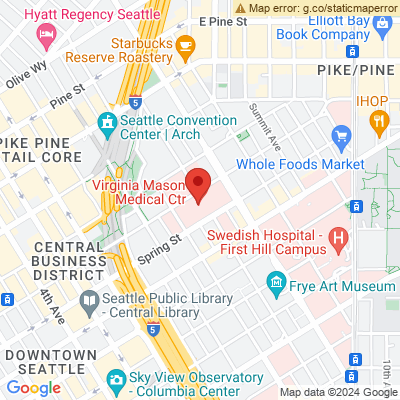 Map error: g.co/staticmaperror
Hyatt Regency Seattle
E Pine St
Elliott Bay
Book Company
Starbucks
Reserve Roastery
Olive Wy
PIKE/PINE
Pine St
5
IHOP
Summit Ave
Seattle Convention
Center | Arch
PIKE PINE
TAIL CORE
Whole Foods Market
Virginia Mason
Medical Ctr
Swedish Hospital -
First Hill Campus
H
Spring St
CENTRAL
BUSINESS
DISTRICT
Frye Art Museum
4th Ave
Seattle Public Library
- Central Library
5
DOWNTOWN
SEATTLE
10th A
Sky View Observatory
- Columbia Center
Google
Map data ©2024 Google